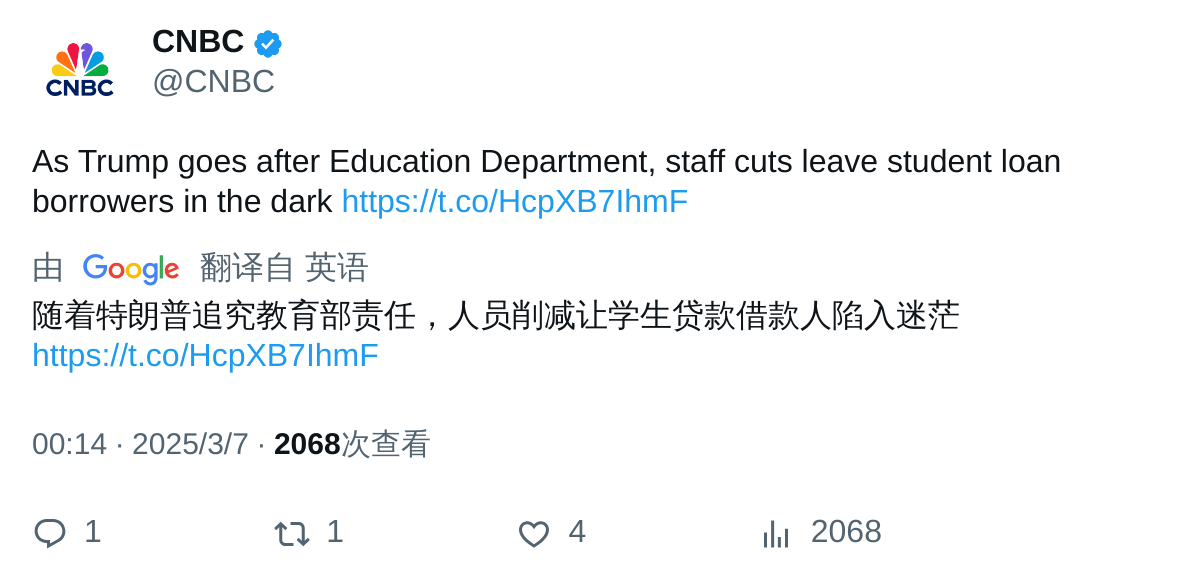 CNBC
CNBC
@CNBC
As Trump goes after Education Department, staff cuts leave student loan
borrowers in the dark https://t.co/HcpXB7IhmF
由 Google 翻译自 英语
随着特朗普追究教育部责任，人员削减让学生贷款借款人陷入迷茫
https://t.co/HcpXB7IhmF
00:14 · 2025/3/7 · 2068次查看
1 1 4 2068